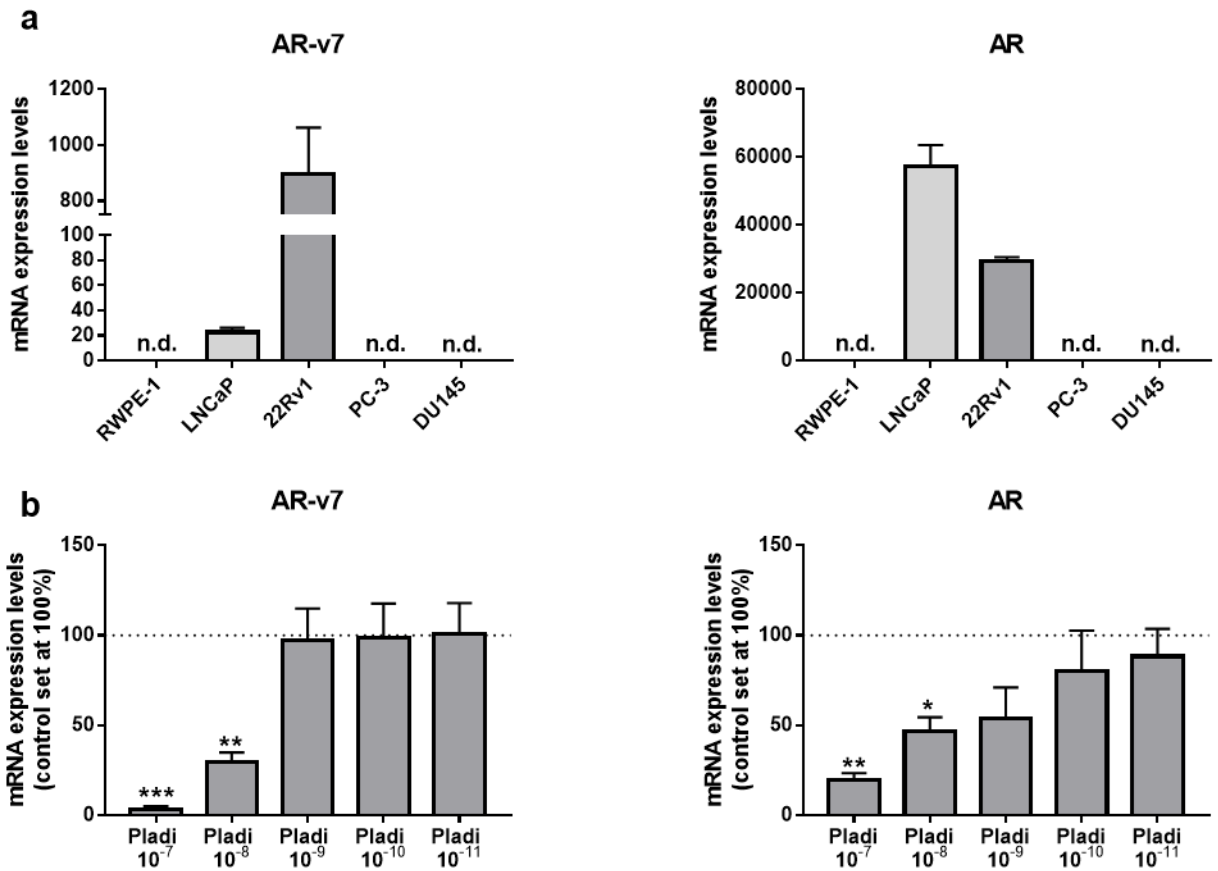 a
AR-v7
mRNA expression levels
1200
1000
800
100
80
60
40
20
0
n.d.
n.d.
n.d.
RWPE-1
LNCaP
22Rv1
PC-3
DU145
AR
mRNA expression levels
80000
60000
40000
20000
0
n.d.
n.d.
n.d.
RWPE-1
LNCaP
22Rv1
PC-3
DU145
b
AR-v7
mRNA expression levels
(control set at 100%)
150
100
50
0
***
**
Pladi
10⁻⁷
Pladi
10⁻⁸
Pladi
10⁻⁹
Pladi
10⁻¹⁰
Pladi
10⁻¹¹
AR
mRNA expression levels
(control set at 100%)
150
100
50
0
**
*
Pladi
10⁻⁷
Pladi
10⁻⁸
Pladi
10⁻⁹
Pladi
10⁻¹⁰
Pladi
10⁻¹¹